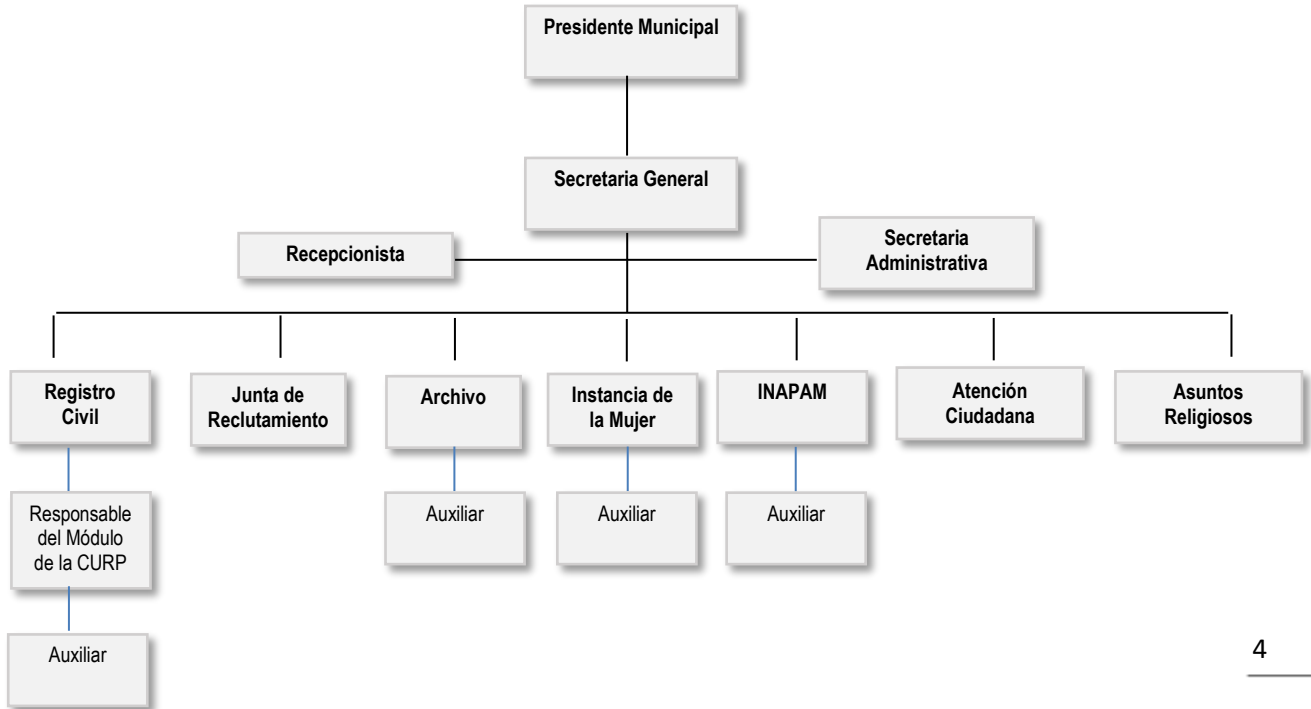 Presidente Municipal
Secretaria General
Recepcionista
Secretaria
Administrativa
Registro
Civil
Junta de
Reclutamiento
Archivo
Instancia de
la Mujer
INAPAM
Atención
Ciudadana
Asuntos
Religiosos
Responsable
del Módulo
de la CURP
Auxiliar
Auxiliar
Auxiliar
Auxiliar
4